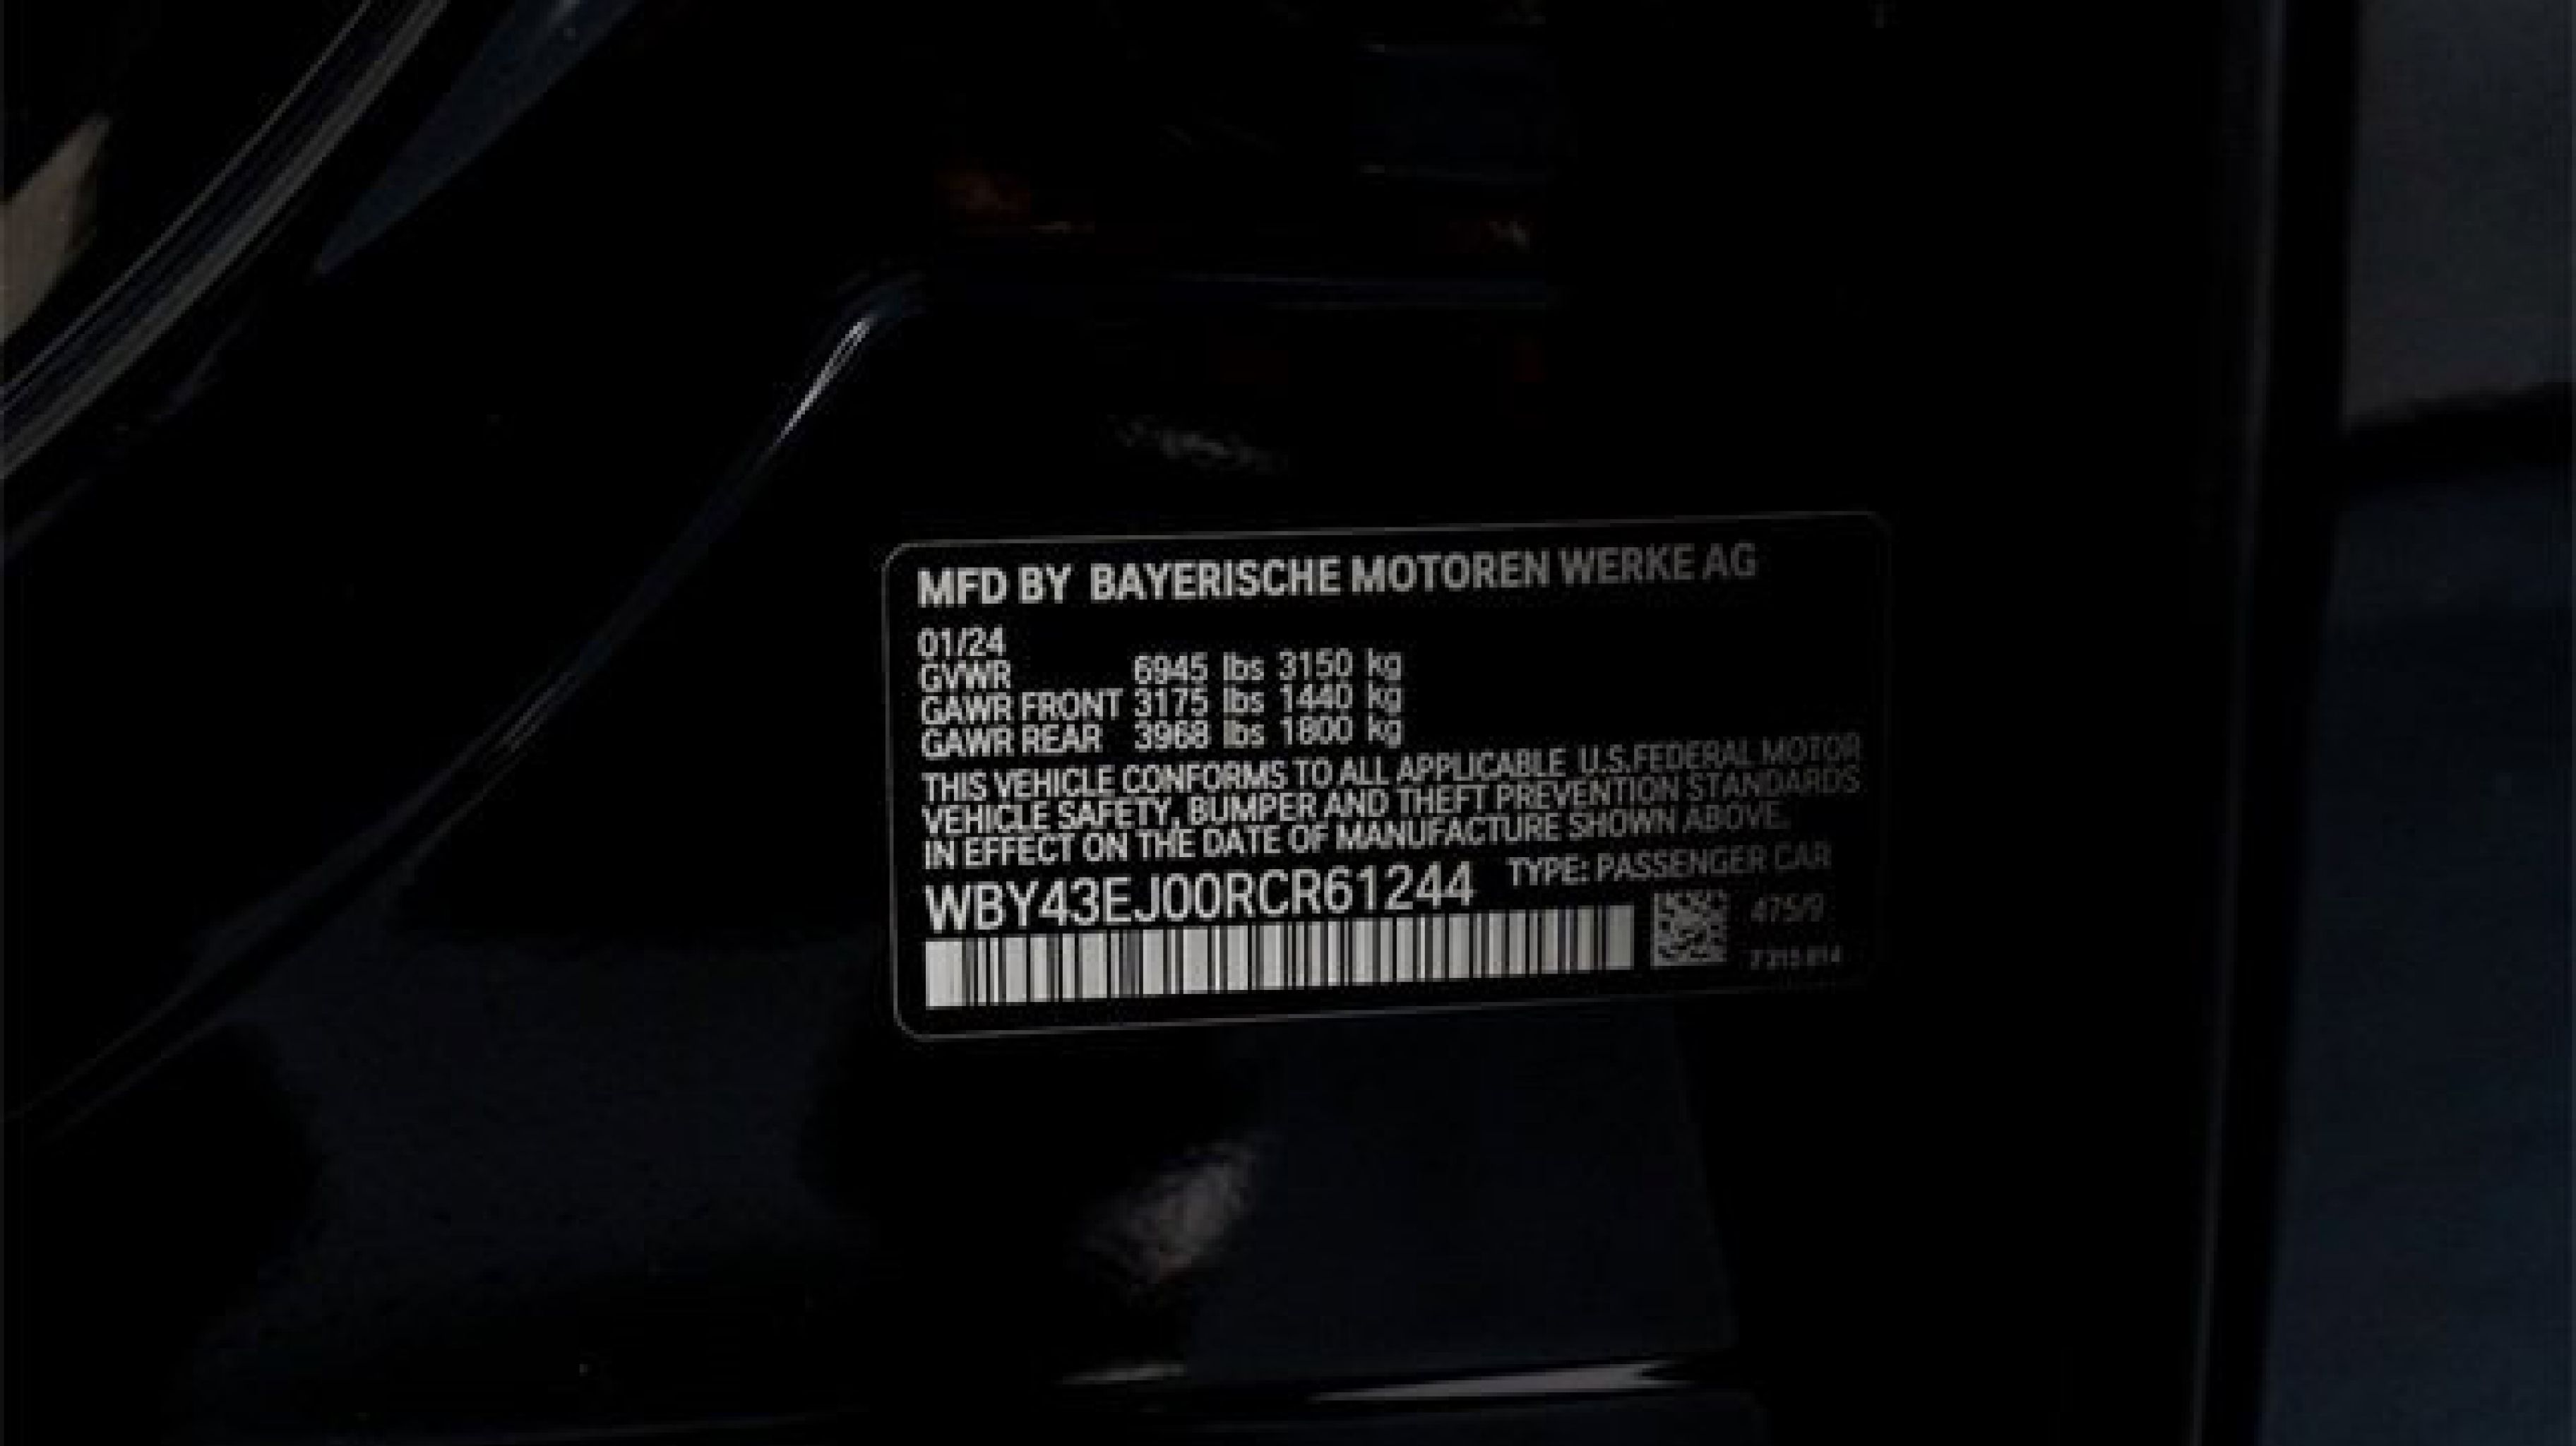 MFD BY BAYERISCHE MOTOREN WERKE AG
01/24
GVWR 6945 lbs 3150 kg
GAWR FRONT 3175 lbs 1440 kg
GAWR REAR 3968 lbs 1800 kg
THIS VEHICLE CONFORMS TO ALL APPLICABLE U.S.FEDERAL MOTOR
VEHICLE SAFETY, BUMPER AND THEFT PREVENTION STANDARDS
IN EFFECT ON THE DATE OF MANUFACTURE SHOWN ABOVE.
WBY43EJ00RCR61244 TYPE: PASSENGER CAR
475/9